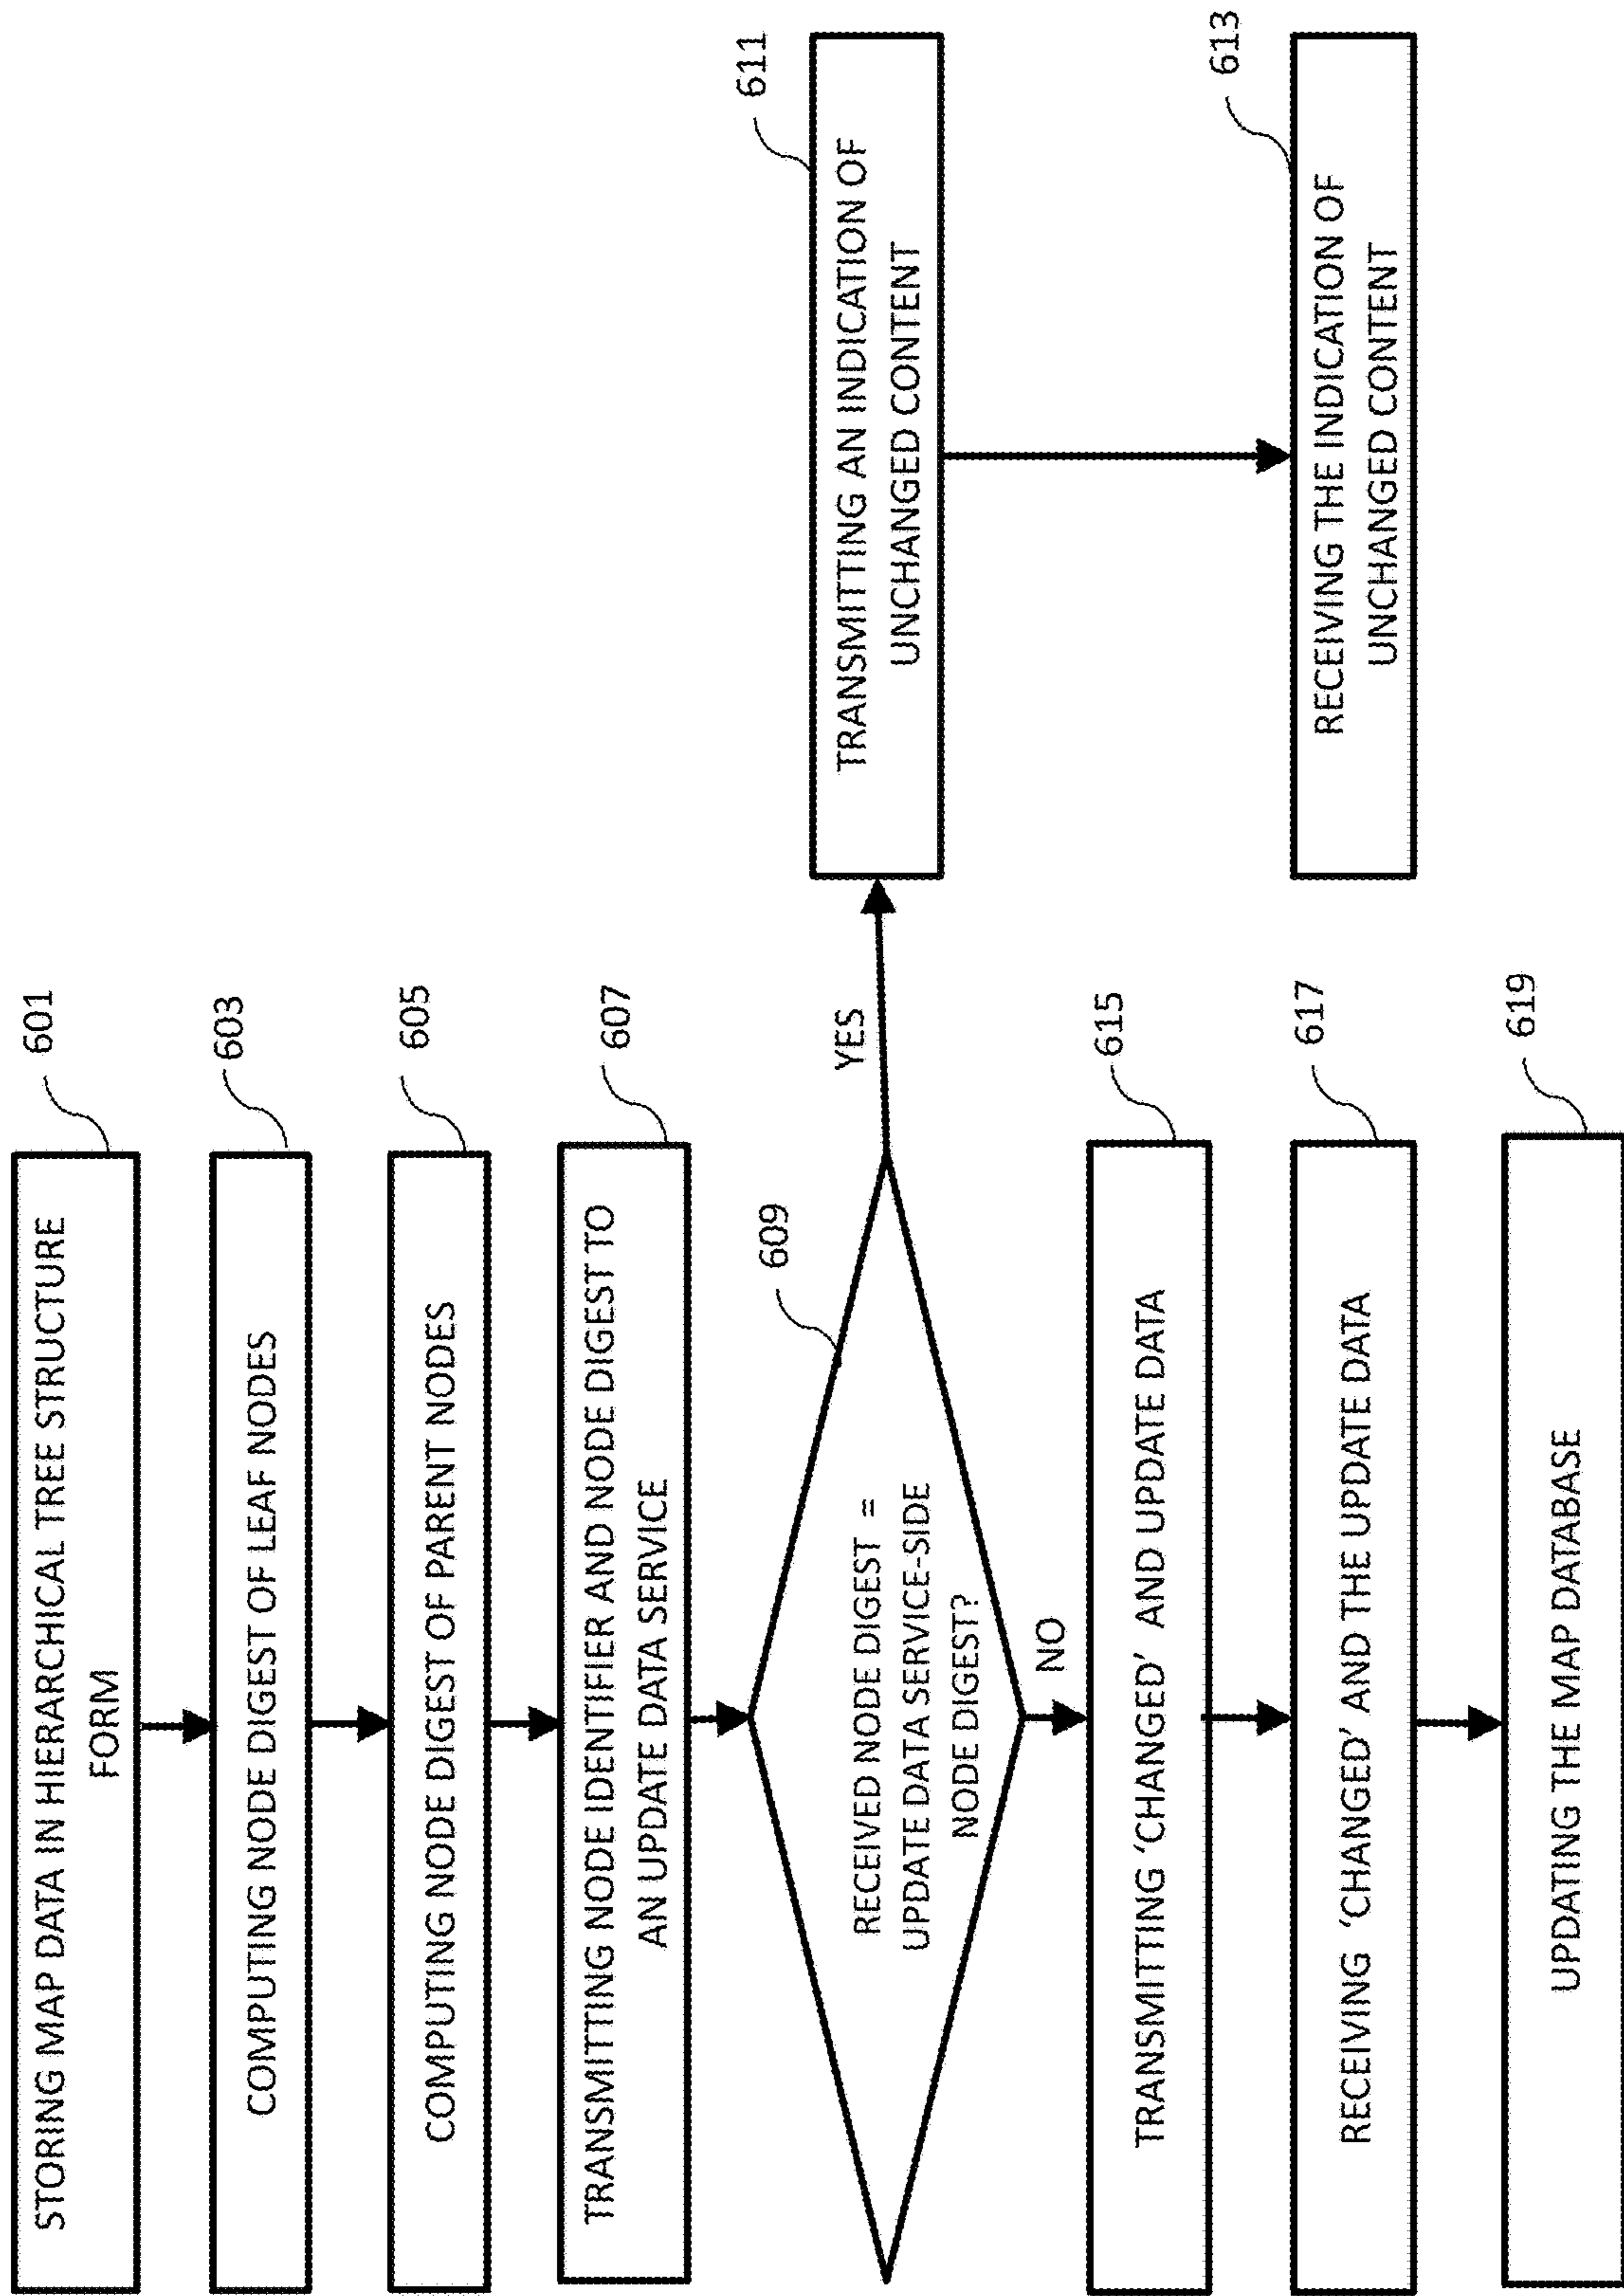 601
STORING MAP DATA IN HIERARCHICAL TREE STRUCTURE
FORM
603
COMPUTING NODE DIGEST OF LEAF NODES
605
COMPUTING NODE DIGEST OF PARENT NODES
607
TRANSMITTING NODE IDENTIFIER AND NODE DIGEST TO
AN UPDATE DATA SERVICE
609
RECEIVED NODE DIGEST =
UPDATE DATA SERVICE-SIDE
NODE DIGEST?
YES
611
TRANSMITTING AN INDICATION OF
UNCHANGED CONTENT
613
RECEIVING THE INDICATION OF
UNCHANGED CONTENT
NO
615
TRANSMITTING ‘CHANGED’ AND UPDATE DATA
617
RECEIVING ‘CHANGED’ AND THE UPDATE DATA
619
UPDATING THE MAP DATABASE